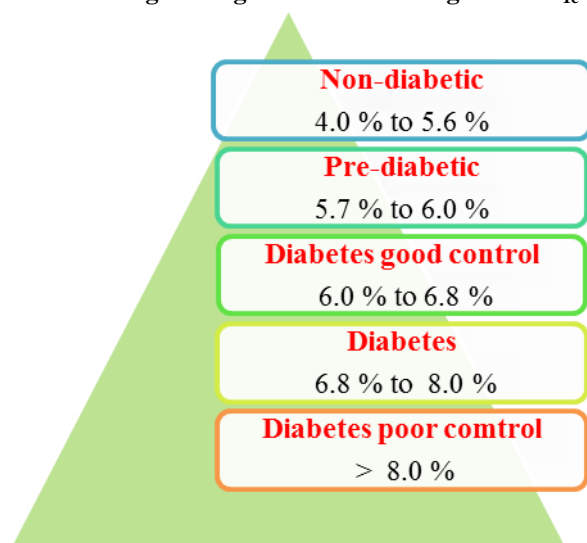 Non-diabetic
4.0 % to 5.6 %
Pre-diabetic
5.7 % to 6.0 %
Diabetes good control
6.0 % to 6.8 %
Diabetes
6.8 % to 8.0 %
Diabetes poor comtrol
> 8.0 %